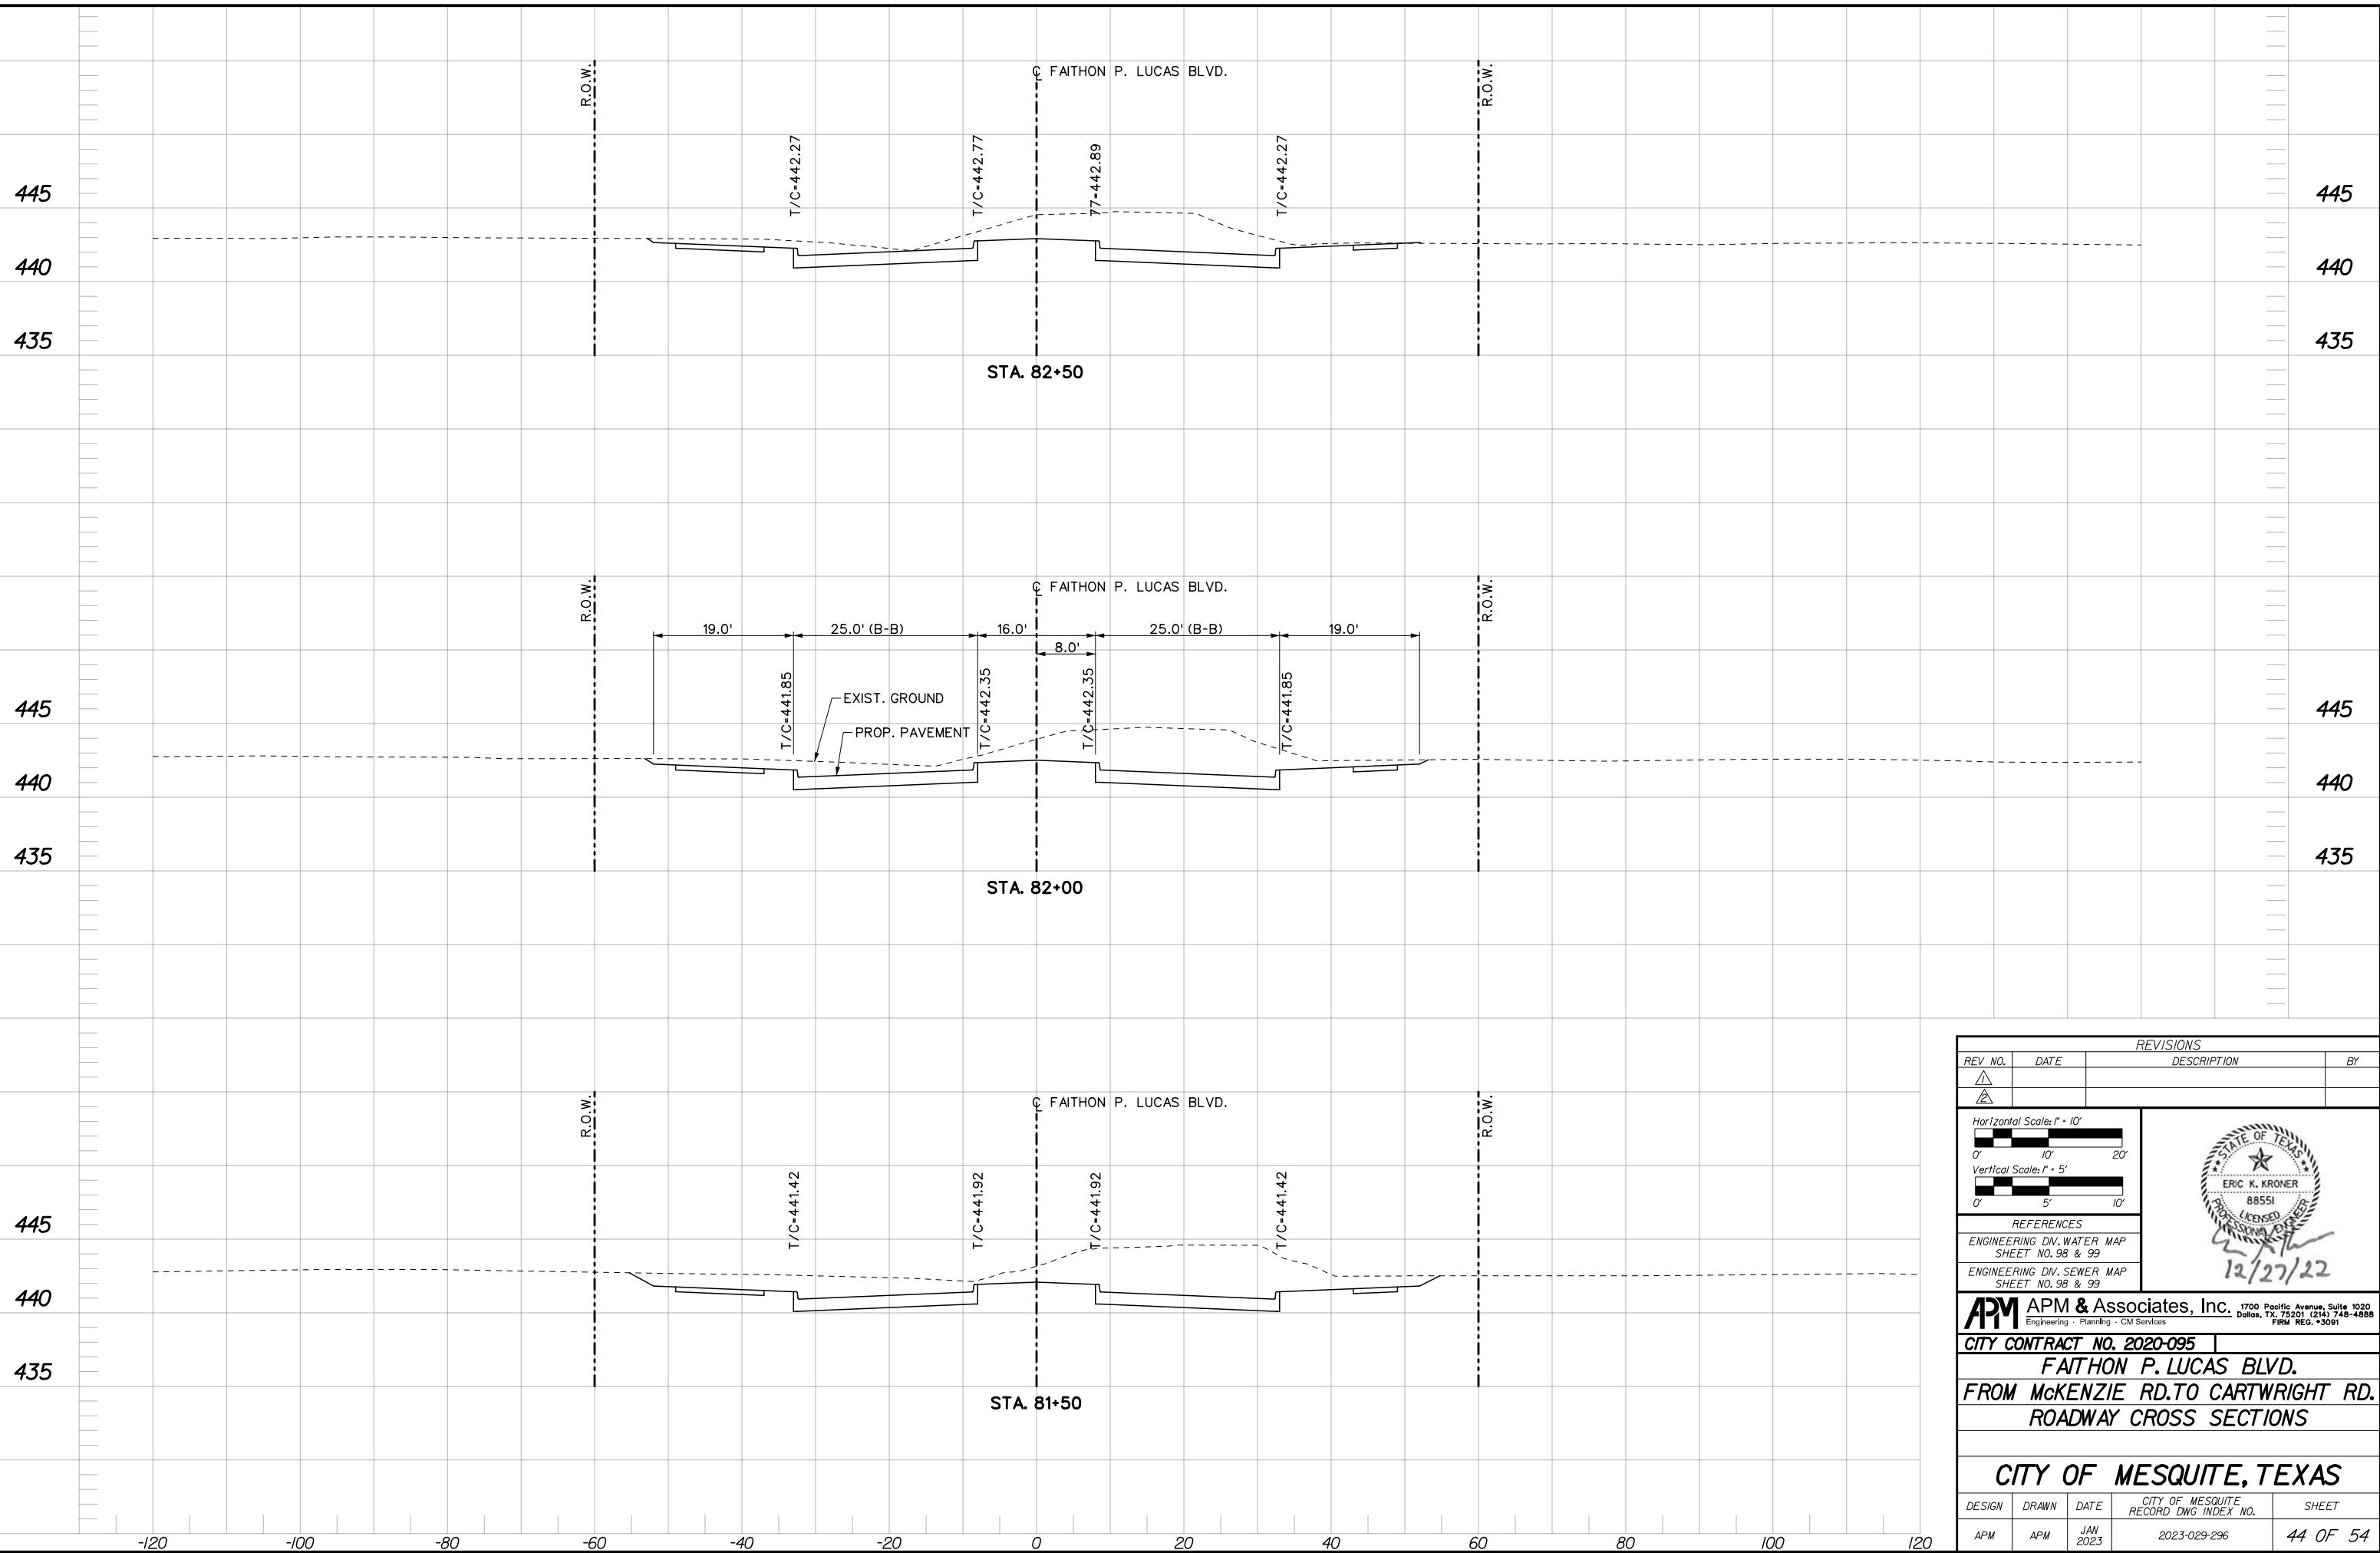 ℄ FAITHON P. LUCAS BLVD.
R.O.W.
R.O.W.
T/C=442.27
T/C=442.77
77=442.89
T/C=442.27
445
445
440
440
435
435
STA. 82+50
℄ FAITHON P. LUCAS BLVD.
R.O.W.
R.O.W.
19.0'
25.0' (B-B)
16.0'
25.0' (B-B)
19.0'
8.0'
T/C=441.85
T/C=442.35
T/C=442.35
T/C=441.85
EXIST. GROUND
PROP. PAVEMENT
445
445
440
440
435
435
STA. 82+00
℄ FAITHON P. LUCAS BLVD.
R.O.W.
R.O.W.
T/C=441.42
T/C=441.92
T/C=441.92
T/C=441.42
445
440
435
STA. 81+50
-120 -100 -80 -60 -40 -20 0 20 40 60 80 100 120
REVISIONS
REV NO. DATE DESCRIPTION BY
1
2
Horizontal Scale: 1" = 10'
0' 10' 20'
Vertical Scale: 1" = 5'
0' 5' 10'
REFERENCES
ENGINEERING DIV. WATER MAP
SHEET NO. 98 & 99
ENGINEERING DIV. SEWER MAP
SHEET NO. 98 & 99
STATE OF TEXAS
ERIC K. KRONER
88551
LICENSED
PROFESSIONAL ENGINEER
12/27/22
APM APM & Associates, Inc.
Engineering - Planning - CM Services
1700 Pacific Avenue, Suite 1020
Dallas, TX. 75201 (214) 748-4888
FIRM REG. #3091
CITY CONTRACT NO. 2020-095
FAITHON P. LUCAS BLVD.
FROM McKENZIE RD. TO CARTWRIGHT RD.
ROADWAY CROSS SECTIONS
CITY OF MESQUITE, TEXAS
DESIGN DRAWN DATE CITY OF MESQUITE RECORD DWG INDEX NO. SHEET
APM APM JAN 2023 2023-029-296 44 OF 54